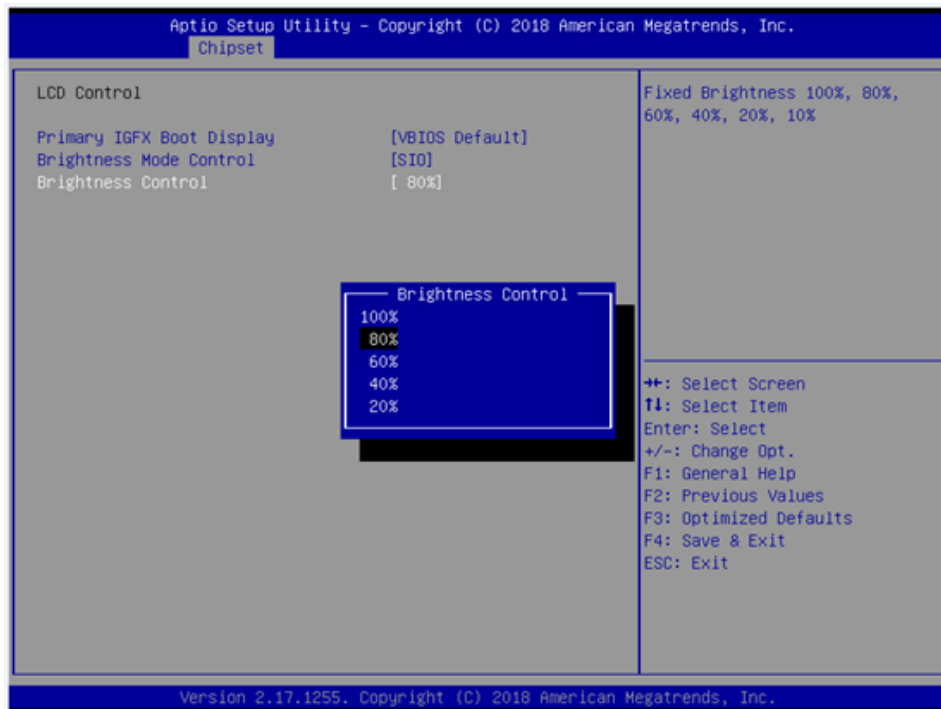 Aptio Setup Utility – Copyright (C) 2018 American Megatrends, Inc.
Chipset
LCD Control
Primary IGFX Boot Display [VBIOS Default]
Brightness Mode Control [SIO]
Brightness Control [ 80%]
Fixed Brightness 100%, 80%,
60%, 40%, 20%, 10%
Brightness Control
100%
80%
60%
40%
20%
→←: Select Screen
↑↓: Select Item
Enter: Select
+/-: Change Opt.
F1: General Help
F2: Previous Values
F3: Optimized Defaults
F4: Save & Exit
ESC: Exit
Version 2.17.1255. Copyright (C) 2018 American Megatrends, Inc.